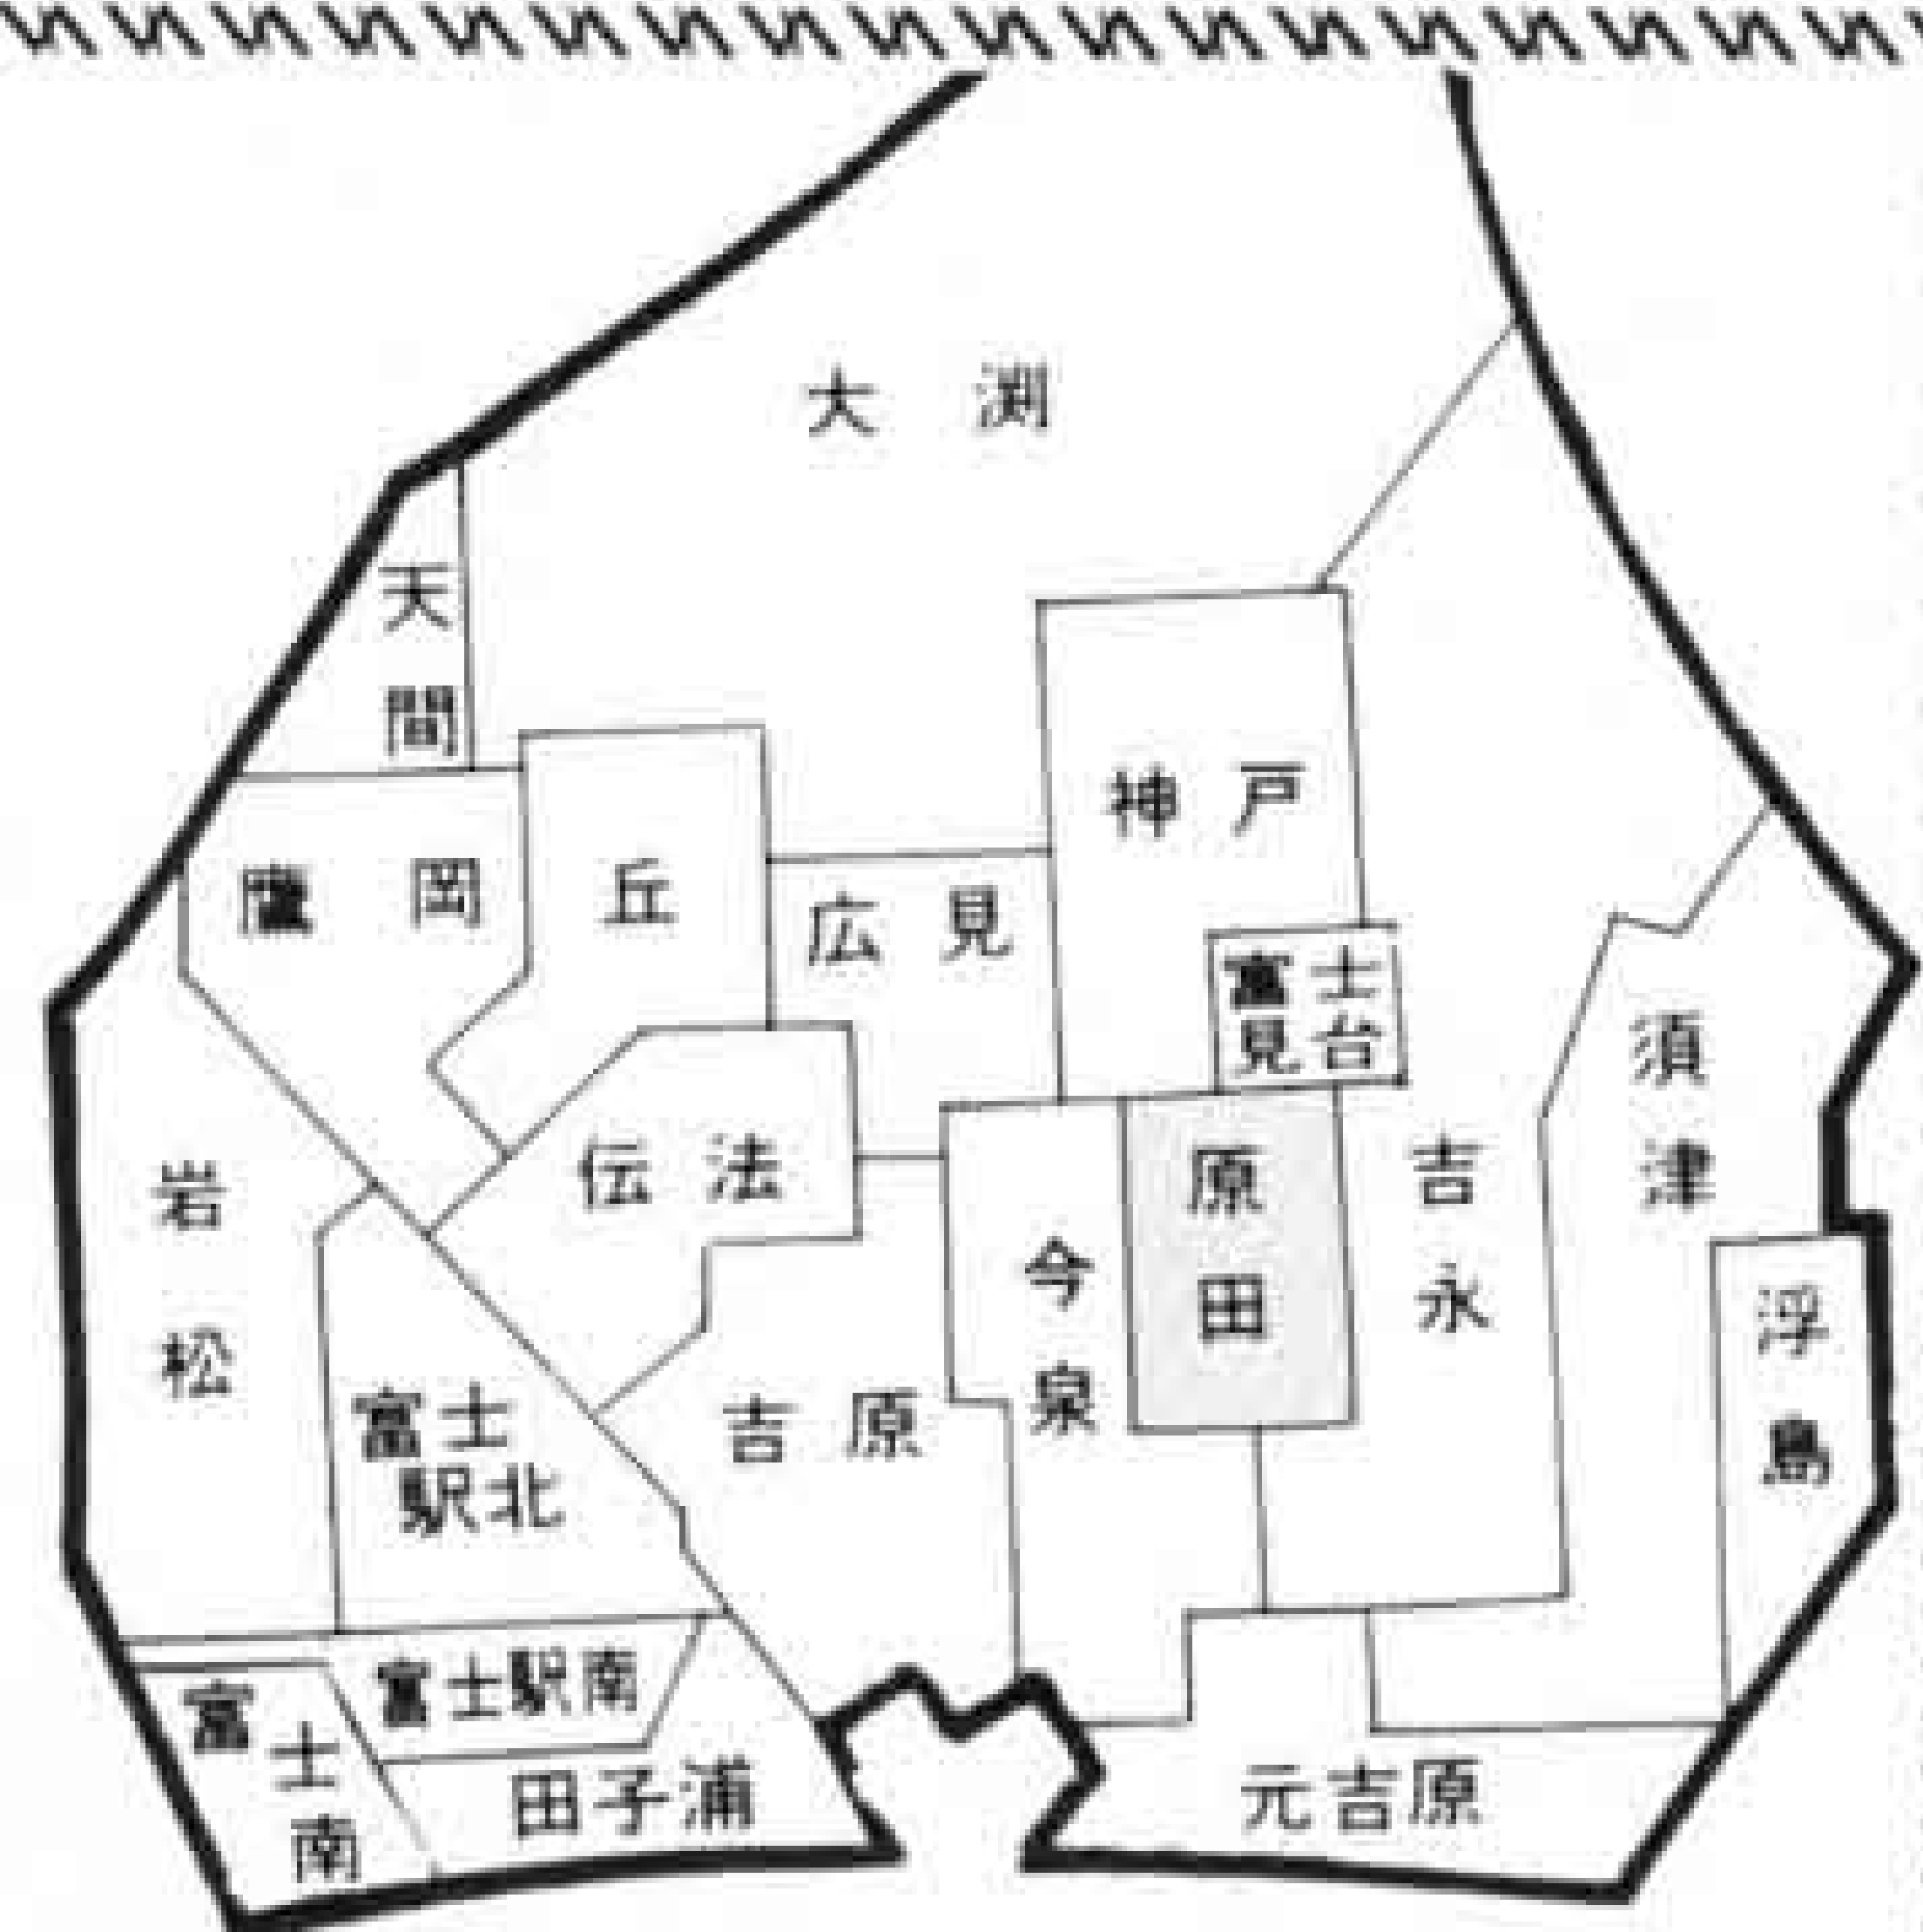 大渕
天間
神戸
鷹岡
丘
広見
富士
見台
須津
岩松
伝法
今泉
原田
吉永
浮島
富士
駅北
吉原
富士駅南
富士南
田子浦
元吉原